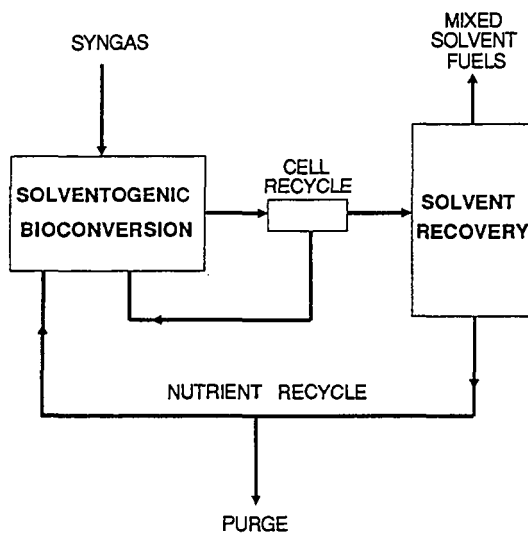 MIXED
SOLVENT
FUELS
SYNGAS
CELL
RECYCLE
SOLVENTOGENIC
BIOCONVERSION
SOLVENT
RECOVERY
NUTRIENT RECYCLE
PURGE